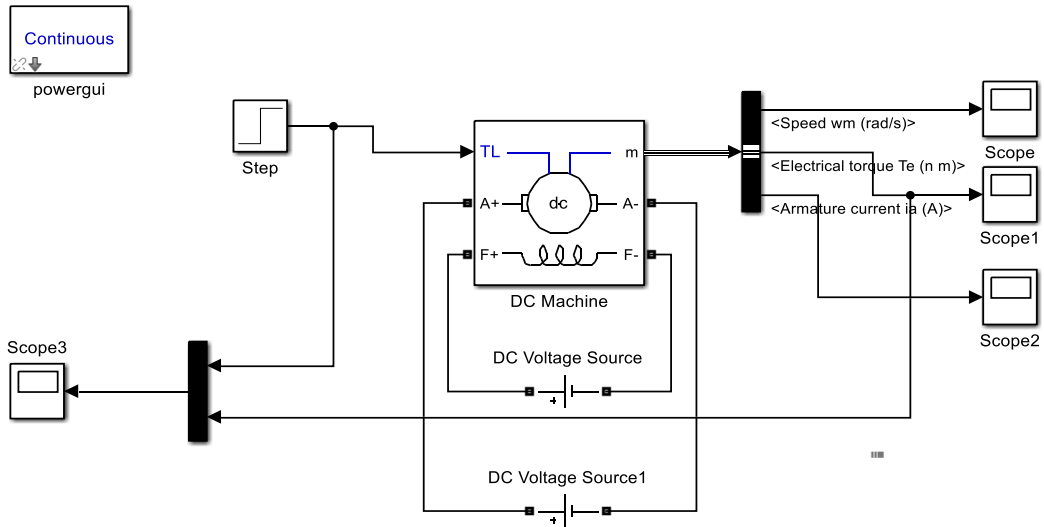 Continuous
powergui
Step
TL
m
A+
dc
A-
F+
F-
DC Machine
<Speed wm (rad/s)>
<Electrical torque Te (n m)>
<Armature current ia (A)>
Scope
Scope1
Scope2
Scope3
DC Voltage Source
+
DC Voltage Source1
+